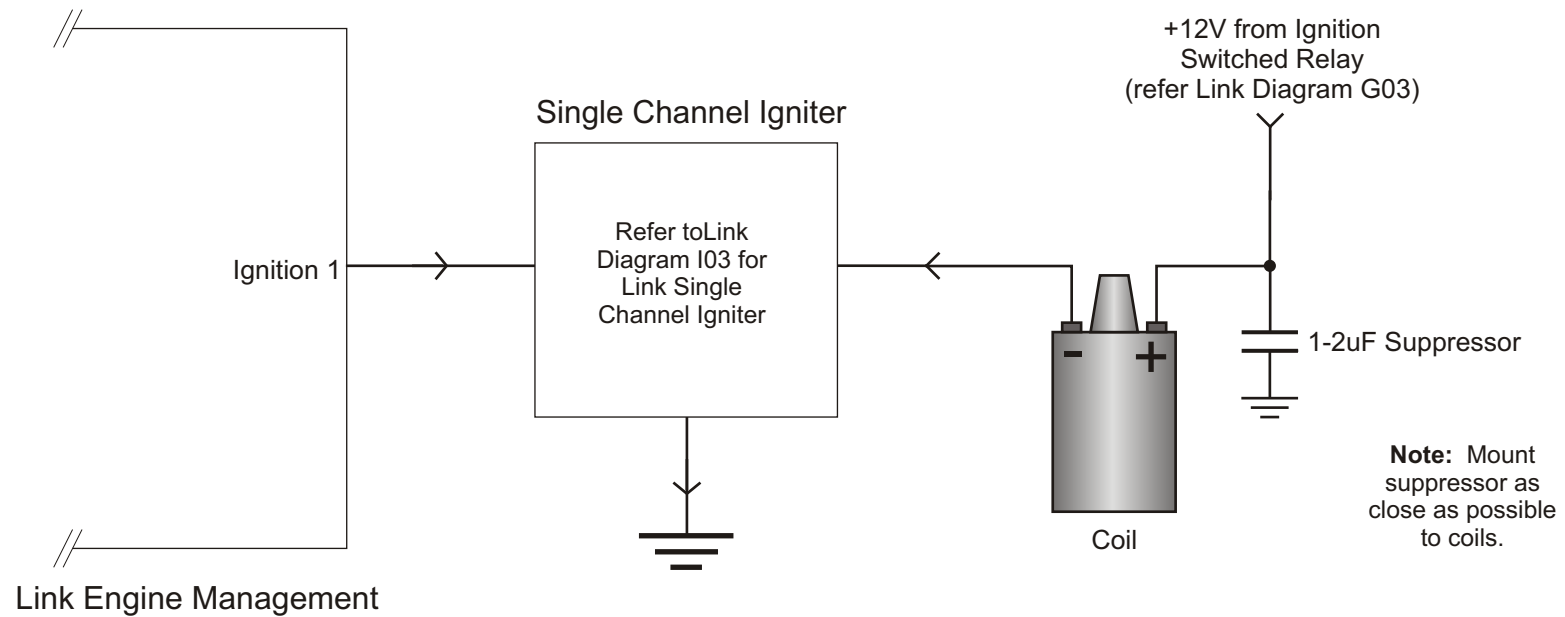 +12V from Ignition
Switched Relay
(refer Link Diagram G03)
Single Channel Igniter
Refer toLink
Diagram I03 for
Link Single
Channel Igniter
Ignition 1
- +
1-2uF Suppressor
Note: Mount
suppressor as
close as possible
to coils.
Coil
Link Engine Management